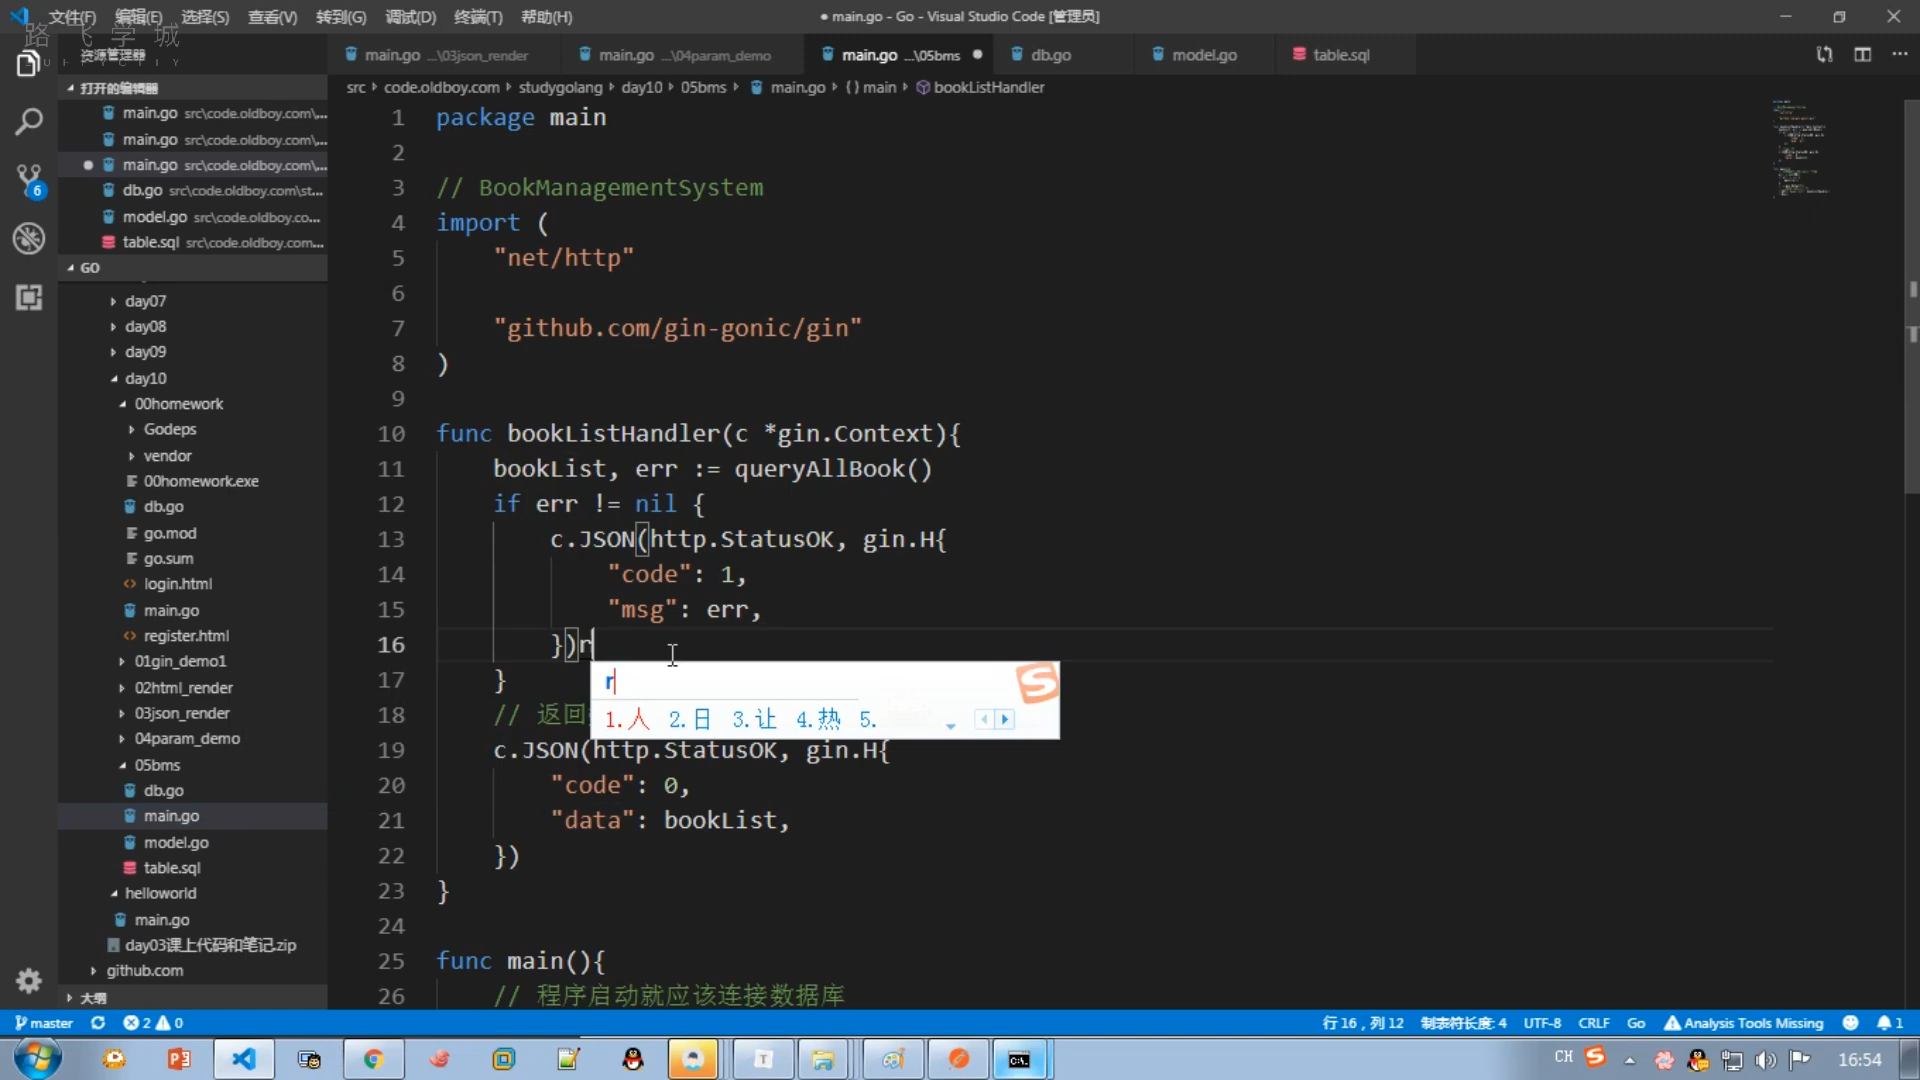 文件(F) 编辑(E) 选择(S) 查看(V) 转到(G) 调试(D) 终端(T) 帮助(H)
● main.go - Go - Visual Studio Code [管理员]
路飞学城
资源管理器
打开的编辑器
main.go src\code.oldboy.com\...
main.go src\code.oldboy.com\...
main.go src\code.oldboy.com\...
db.go src\code.oldboy.com\st...
model.go src\code.oldboy.co...
table.sql src\code.oldboy.com...
GO
day07
day08
day09
day10
00homework
Godeps
vendor
00homework.exe
db.go
go.mod
go.sum
login.html
main.go
register.html
01gin_demo1
02html_render
03json_render
04param_demo
05bms
db.go
main.go
model.go
table.sql
helloworld
main.go
day03课上代码和笔记.zip
github.com
大纲
6
main.go ...\03json_render
main.go ...\04param_demo
main.go ...\05bms
db.go
model.go
table.sql
src code.oldboy.com studygolang day10 05bms main.go {} main bookListHandler
1 package main
2
3 // BookManagementSystem
4 import (
5 "net/http"
6
7 "github.com/gin-gonic/gin"
8 )
9
10 func bookListHandler(c *gin.Context){
11 bookList, err := queryAllBook()
12 if err != nil {
13 c.JSON(http.StatusOK, gin.H{
14 "code": 1,
15 "msg": err,
16 })r
17 }
18 // 返回
19 c.JSON(http.StatusOK, gin.H{
20 "code": 0,
21 "data": bookList,
22 })
23 }
24
25 func main(){
26 // 程序启动就应该连接数据库
r
1.人 2.日 3.让 4.热 5.
master 2 0
行 16，列 12 制表符长度: 4 UTF-8 CRLF Go Analysis Tools Missing 1
CH 16:54